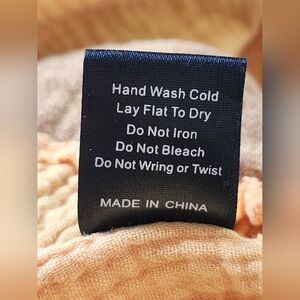 Hand Wash Cold
Lay Flat To Dry
Do Not Iron
Do Not Bleach
Do Not Wring or Twist
MADE IN CHINA